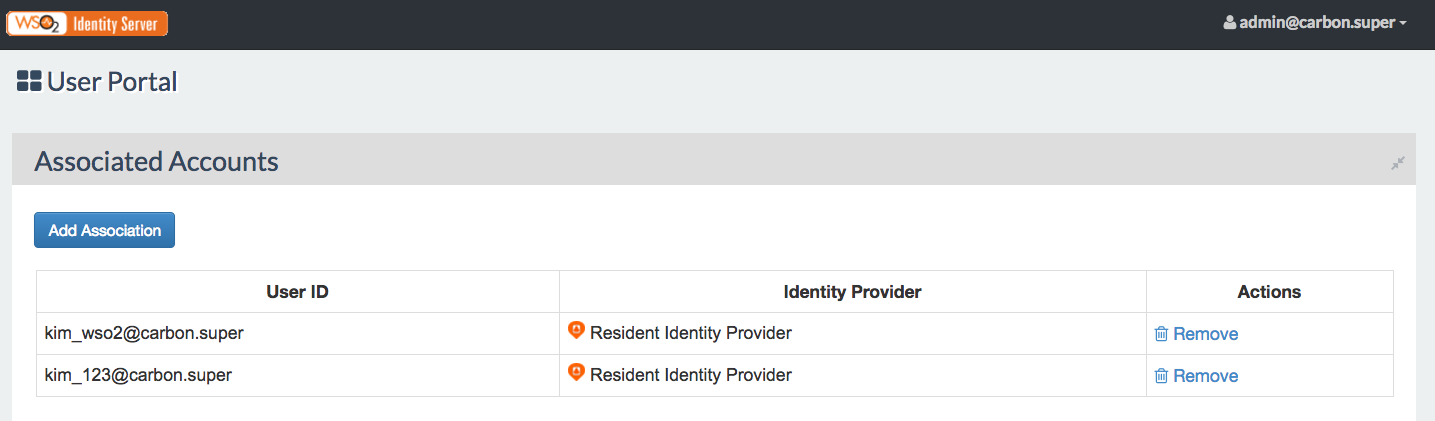 WSO2 Identity Server admin@carbon.super
User Portal
Associated Accounts
Add Association
User ID Identity Provider Actions
kim_wso2@carbon.super Resident Identity Provider Remove
kim_123@carbon.super Resident Identity Provider Remove